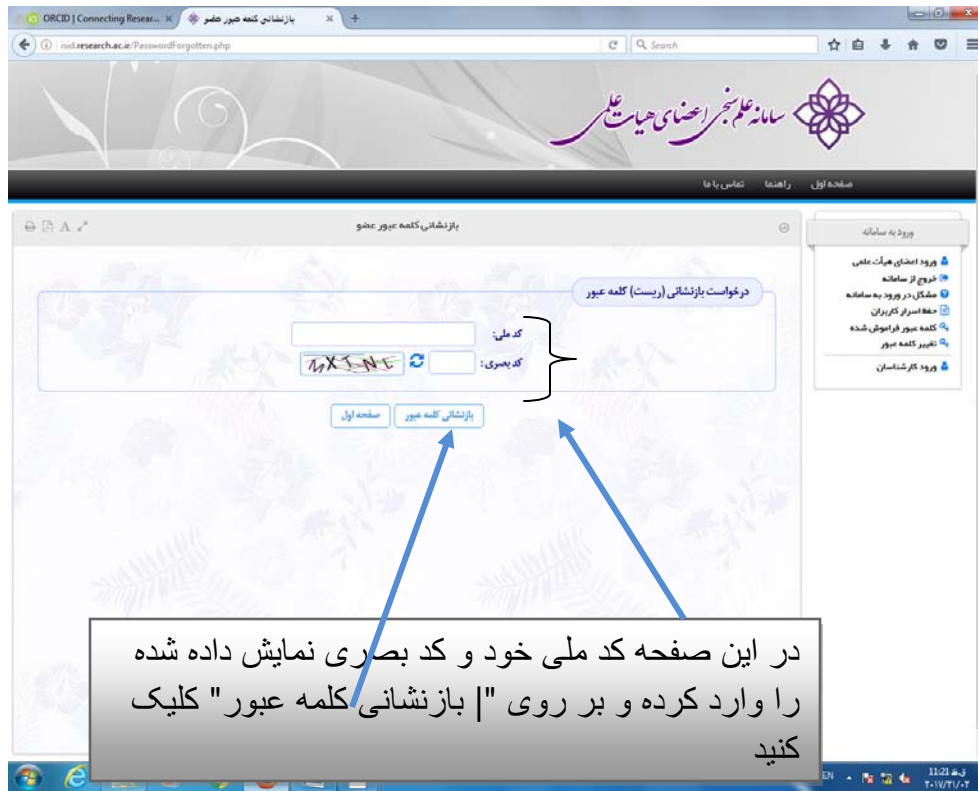 ORCID | Connecting Resear...
بازنشانی کلمه عبور عضو
isid.research.ac.ir/PasswordForgotten.php
Search
سامانه علم سنجی اعضای هیات علمی
صفحه اول
راهنما
تماس با ما
ورود به سامانه
ورود اعضای هیأت علمی
خروج از سامانه
مشکل در ورود به سامانه
حفظ اسرار کاربران
کلمه عبور فراموش شده
تغییر کلمه عبور
ورود کارشناسان
بازنشانی کلمه عبور عضو
درخواست بازنشانی (ریست) کلمه عبور
کد ملی:
کد بصری:
بازنشانی کلمه عبور
صفحه اول
در این صفحه کد ملی خود و کد بصری نمایش داده شده
را وارد کرده و بر روی "| بازنشانی کلمه عبور" کلیک
کنید
EN
11:21 ق.ظ